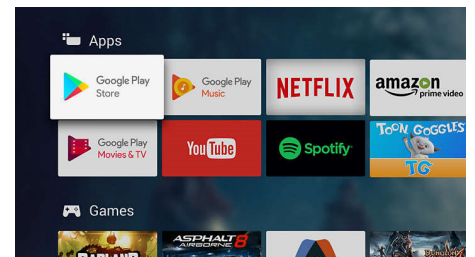 Apps
Google Play
Store
Google Play
Music
NETFLIX
amazon
prime video
Google Play
Movies & TV
YouTube
Spotify
TOON GOGGLES
TG
Games
BADLAND
ASPHALT 8
AIRBORNE